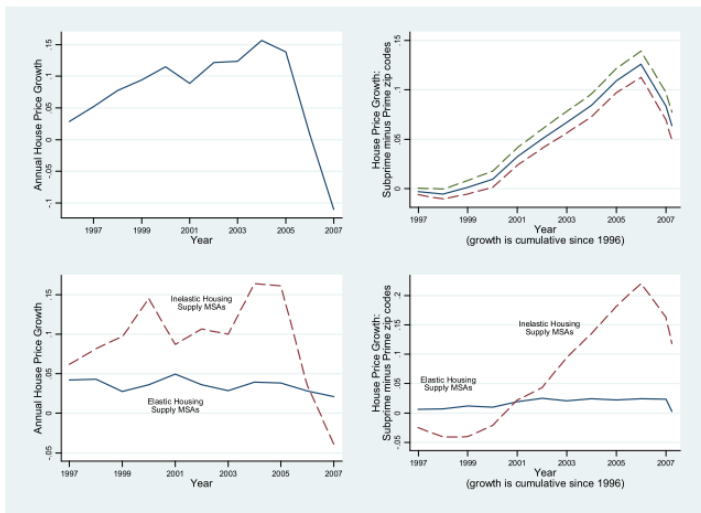 Annual House Price Growth
.15
.1
.05
0
-.05
-.1
1997 1999 2001 2003 2005 2007
Year
House Price Growth:
Subprime minus Prime zip codes
.15
.1
.05
0
1997 1999 2001 2003 2005 2007
Year
(growth is cumulative since 1996)
Annual House Price Growth
.15
.1
.05
0
-.05
Inelastic Housing
Supply MSAs
Elastic Housing
Supply MSAs
1997 1999 2001 2003 2005 2007
Year
House Price Growth:
Subprime minus Prime zip codes
.2
.15
.1
.05
0
-.05
Inelastic Housing
Supply MSAs
Elastic Housing
Supply MSAs
1997 1999 2001 2003 2005 2007
Year
(growth is cumulative since 1996)